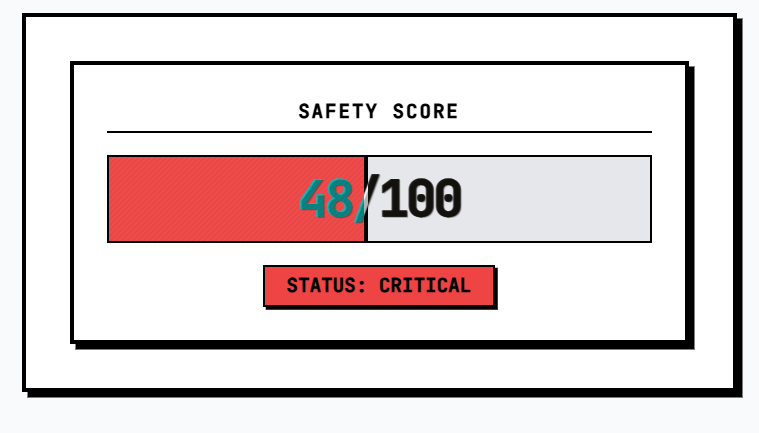 SAFETY SCORE
48/100
STATUS: CRITICAL